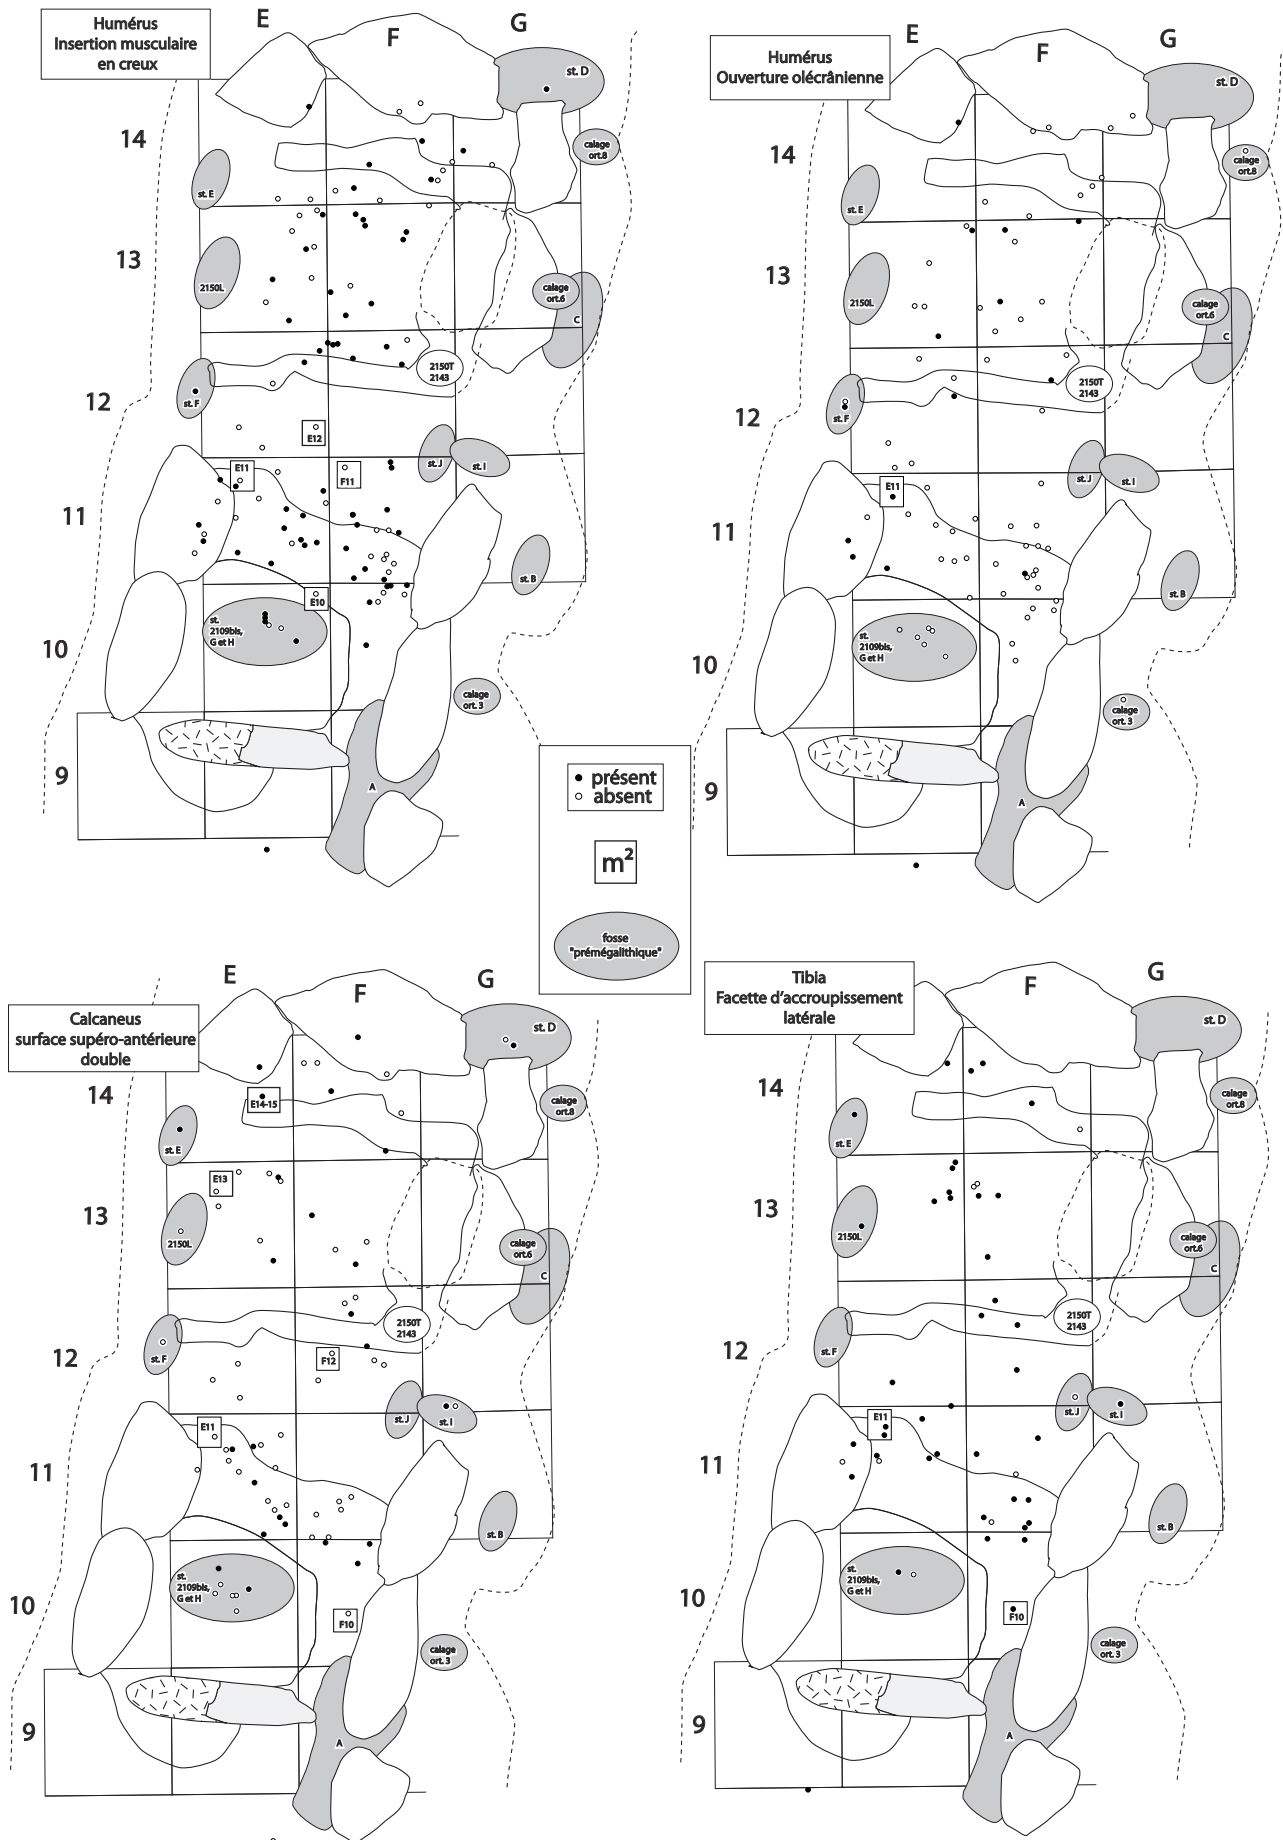 Humérus
Insertion musculaire
en creux
E
F
G
st. D
14
calage
ort.8
st. E
13
2150L
calage
ort.6
C
2150T
2143
12
st. F
E12
E11
F11
st. J
st. I
11
st. B
E10
st.
2109bis,
G et H
10
calage
ort. 3
9
A
Humérus
Ouverture olécrânienne
E
F
G
st. D
14
calage
ort.8
st. E
13
2150L
calage
ort.6
C
2150T
2143
12
st. F
E11
st. J
st. I
11
st. B
st.
2109bis,
G et H
10
calage
ort. 3
9
A
présent
absent
m²
fosse
"prémégalithique"
Calcaneus
surface supéro-antérieure
double
E
F
G
st. D
14
E14-15
calage
ort.8
st. E
E13
13
2150L
calage
ort.6
C
2150T
2143
12
st. F
F12
E11
st. J
st. I
11
st. B
st.
2109bis,
G et H
10
F10
calage
ort. 3
9
A
Tibia
Facette d’accroupissement
latérale
F
G
st. D
14
calage
ort.8
st. E
13
2150L
calage
ort.6
C
2150T
2143
12
st. F
E11
st. J
st. I
11
st. B
st.
2109bis,
G et H
10
F10
calage
ort. 3
9
A